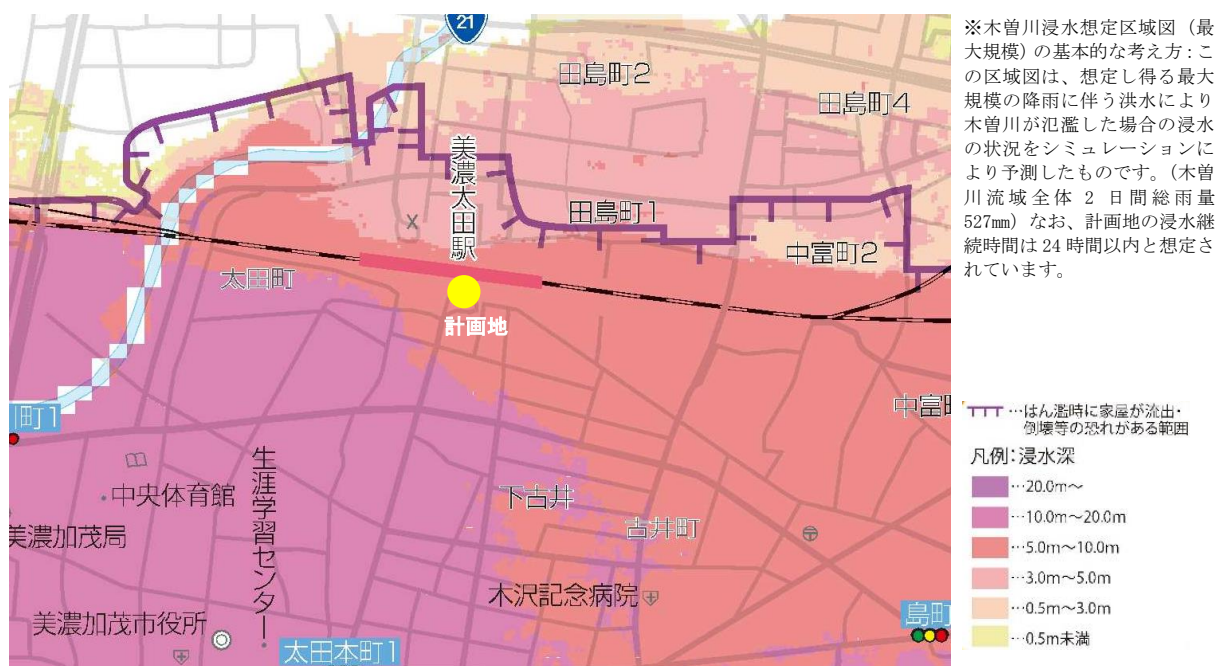 21
田島町2
田島町4
美濃太田駅
田島町1
中富町2
太田町
計画地
中富町
川町1
中央体育館
生涯学習センター
下古井
古井町
美濃加茂局
木沢記念病院
美濃加茂市役所
太田本町1
島町
※木曽川浸水想定区域図（最
大規模）の基本的な考え方：こ
の区域図は、想定し得る最大
規模の降雨に伴う洪水により
木曽川が氾濫した場合の浸水
の状況をシミュレーションに
より予測したものです。（木曽
川流域全体 2 日間総雨量
527㎜）なお、計画地の浸水継
続時間は 24 時間以内と想定さ
れています。
…はん濫時に家屋が流出・
倒壊等の恐れがある範囲
凡例：浸水深
…20.0m～
…10.0m～20.0m
…5.0m～10.0m
…3.0m～5.0m
…0.5m～3.0m
…0.5m未満